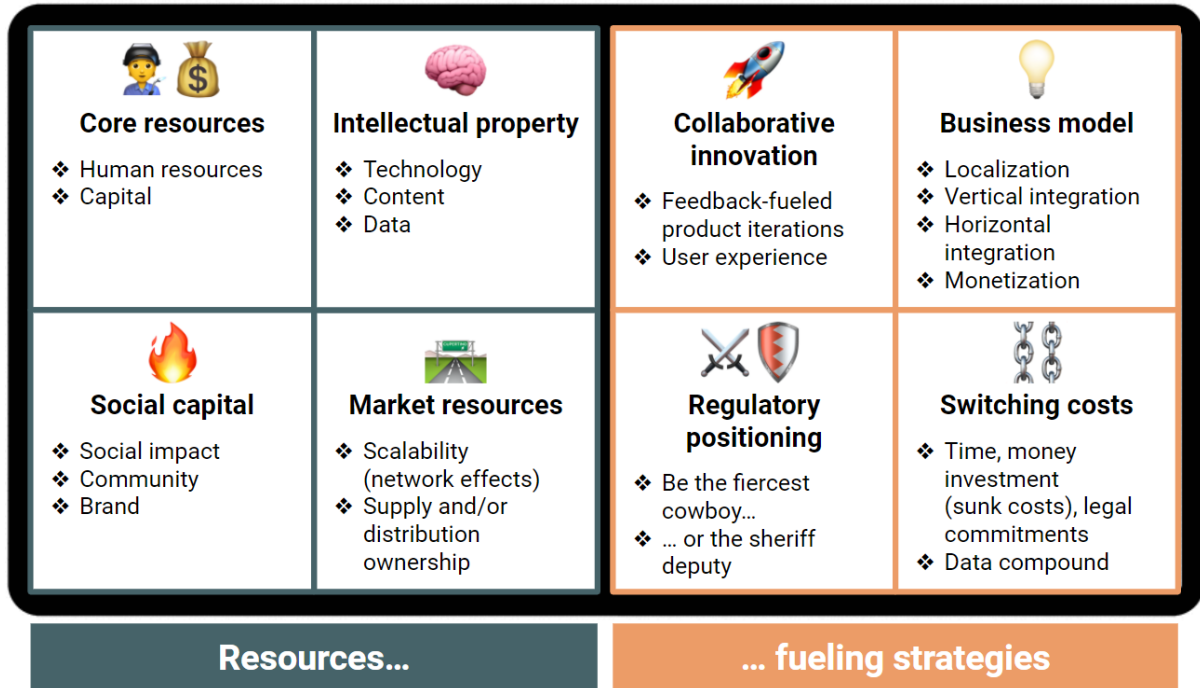 Core resources
❖ Human resources
❖ Capital
Intellectual property
❖ Technology
❖ Content
❖ Data
Collaborative
innovation
❖ Feedback-fueled
product iterations
❖ User experience
Business model
❖ Localization
❖ Vertical integration
❖ Horizontal
integration
❖ Monetization
Social capital
❖ Social impact
❖ Community
❖ Brand
Market resources
❖ Scalability
(network effects)
❖ Supply and/or
distribution
ownership
Regulatory
positioning
❖ Be the fiercest
cowboy…
❖ … or the sheriff
deputy
Switching costs
❖ Time, money
investment
(sunk costs), legal
commitments
❖ Data compound
Resources…
… fueling strategies